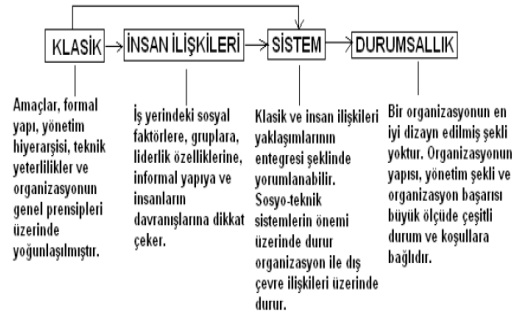 KLASİK
İNSAN İLİŞKİLERİ
SİSTEM
DURUMSALLIK
Amaçlar, formal
yapı, yönetim
hiyerarşisi, teknik
yeterlilikler ve
organizasyonun
genel prensipleri
üzerinde
yoğunlaşılmıştır.
İş yerindeki sosyal
faktörlere, gruplara,
liderlik özelliklerine,
informal yapıya ve
insanların
davranışlarına dikkat
çeker.
Klasik ve insan ilişkileri
yaklaşımlarının
entegresi şeklinde
yorumlanabilir.
Sosyo-teknik
sistemlerin önemi
üzerinde durur
organizasyon ile dış
çevre ilişkileri üzerinde
durur.
Bir organizasyonun en
iyi dizayn edilmiş şekli
yoktur. Organizasyonun
yapısı, yönetim şekli ve
organizasyon başarısı
büyük ölçüde çeşitli
durum ve koşullara
bağlıdır.